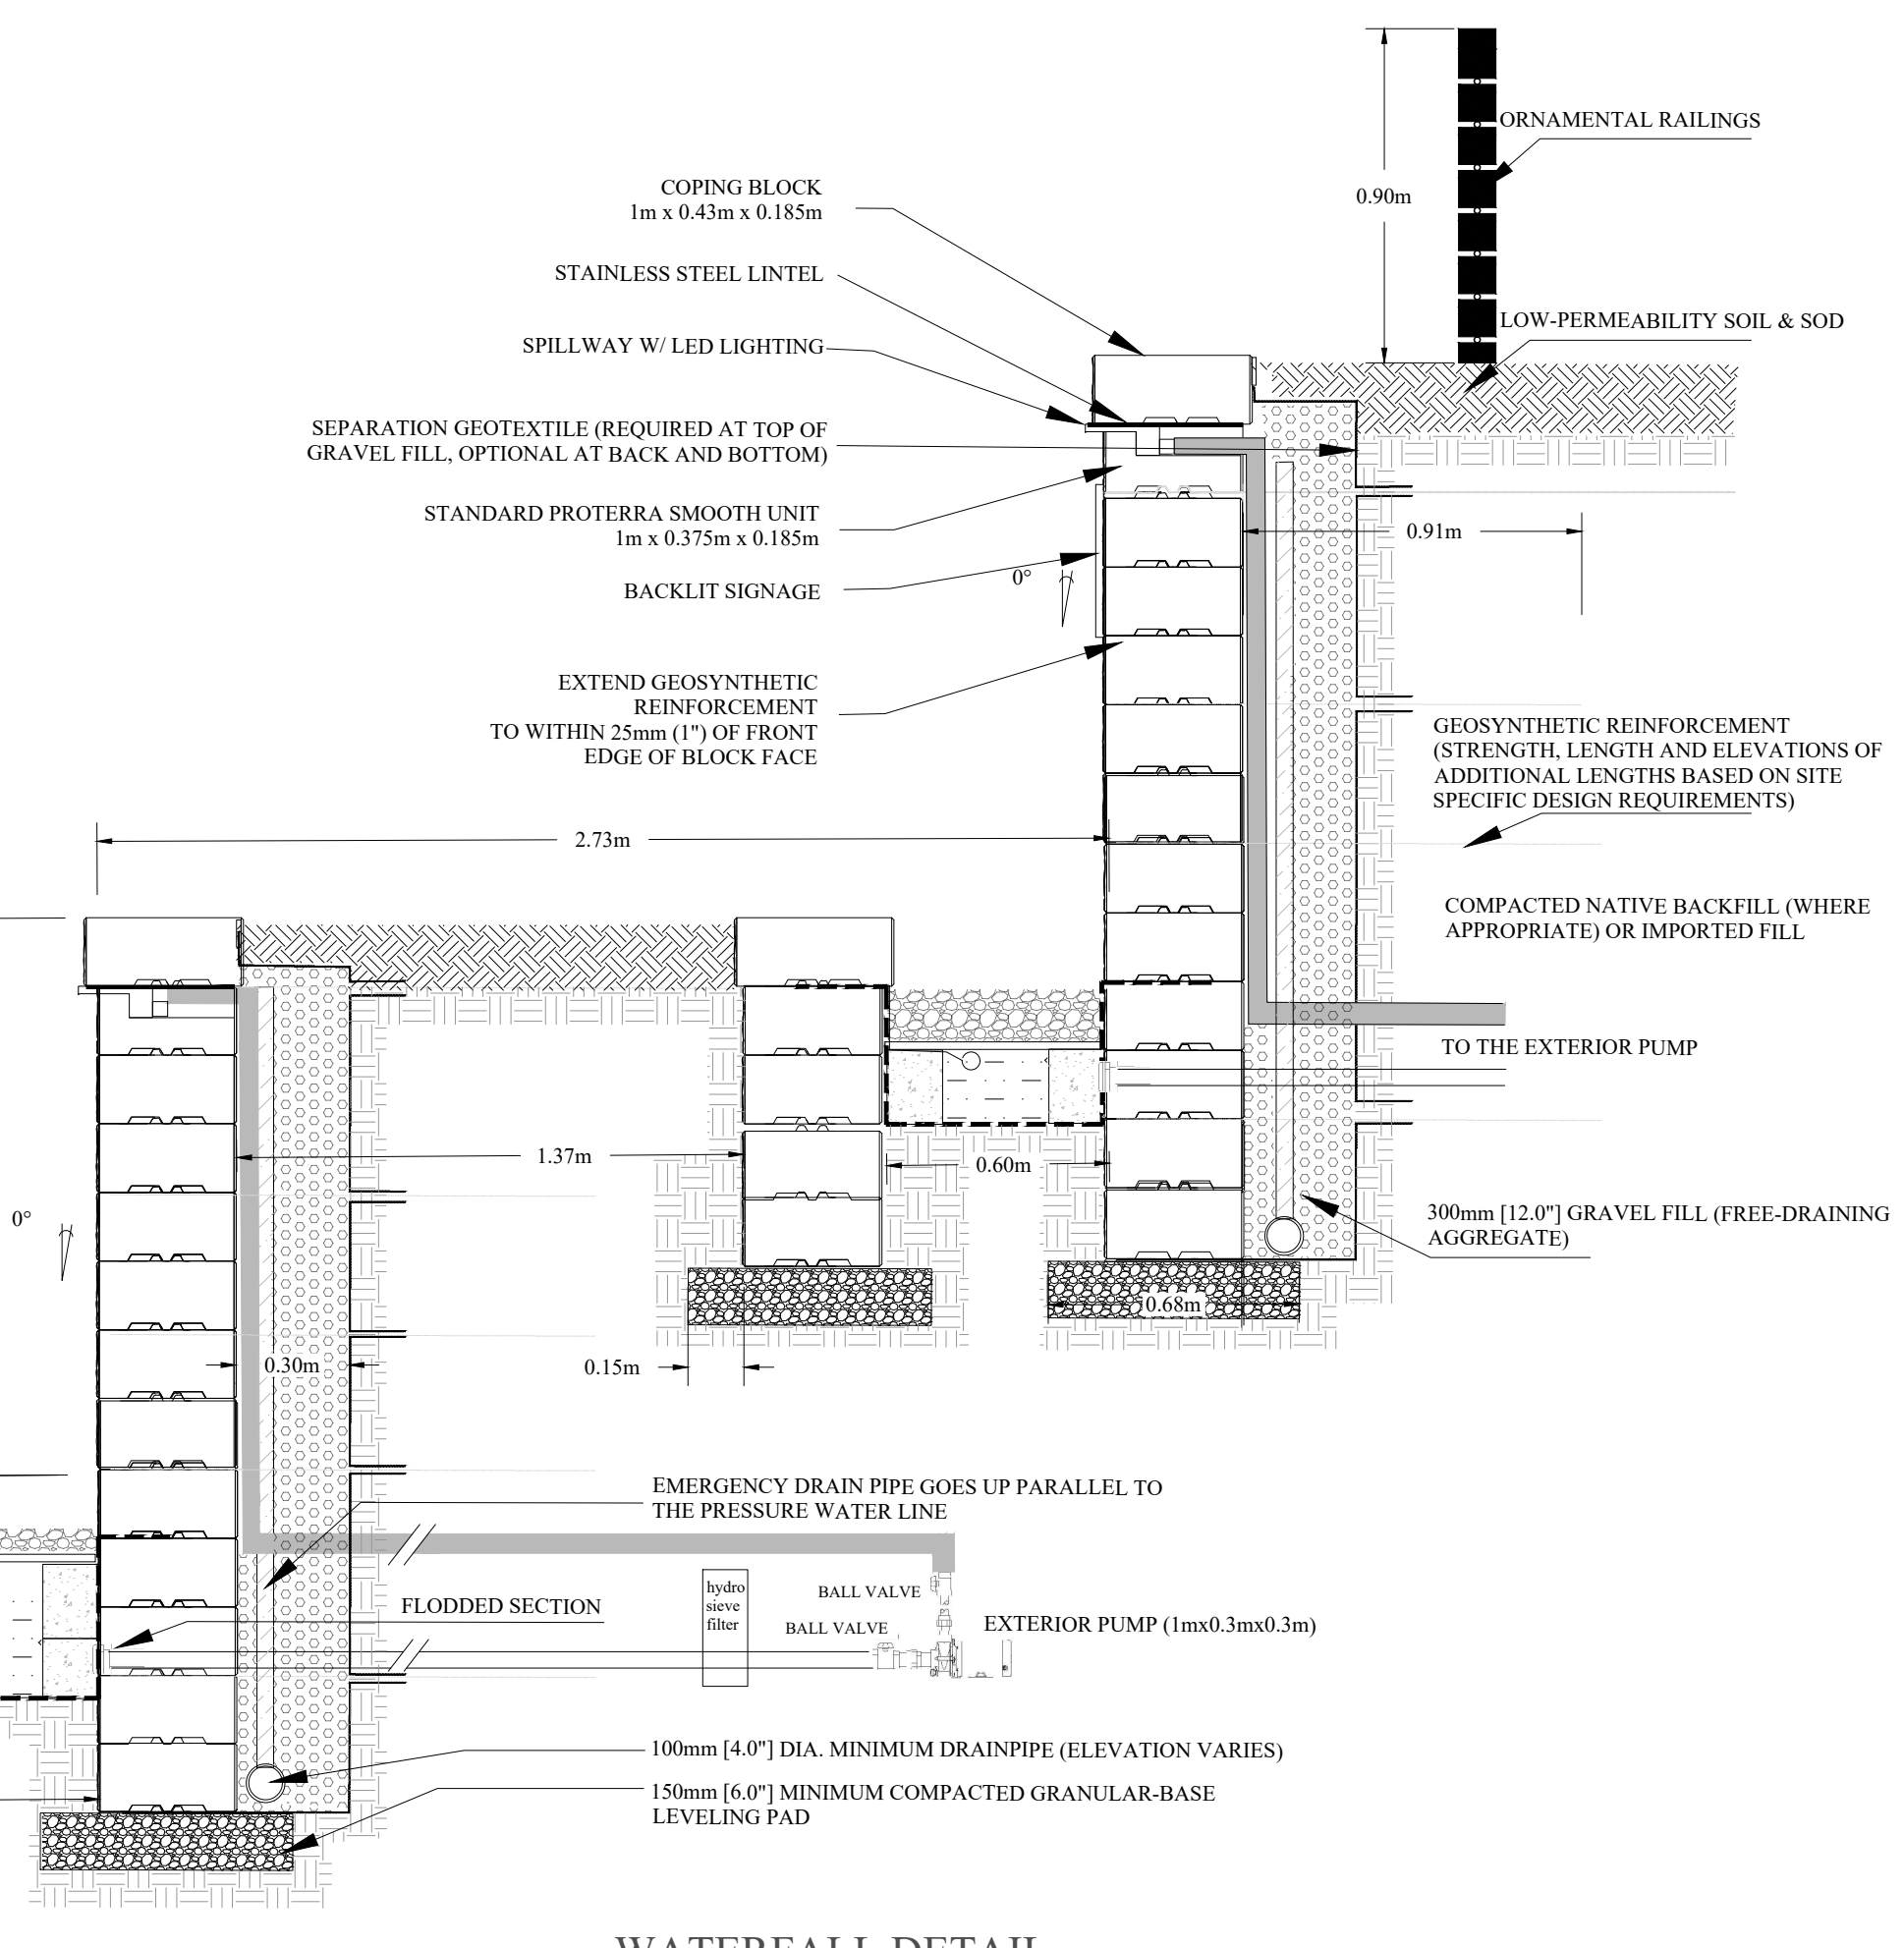 ORNAMENTAL RAILINGS
0.90m
COPING BLOCK
1m x 0.43m x 0.185m
STAINLESS STEEL LINTEL
SPILLWAY W/ LED LIGHTING
LOW-PERMEABILITY SOIL & SOD
SEPARATION GEOTEXTILE (REQUIRED AT TOP OF
GRAVEL FILL, OPTIONAL AT BACK AND BOTTOM)
STANDARD PROTERRA SMOOTH UNIT
1m x 0.375m x 0.185m
0.91m
BACKLIT SIGNAGE
0°
EXTEND GEOSYNTHETIC
REINFORCEMENT
TO WITHIN 25mm (1") OF FRONT
EDGE OF BLOCK FACE
GEOSYNTHETIC REINFORCEMENT
(STRENGTH, LENGTH AND ELEVATIONS OF
ADDITIONAL LENGTHS BASED ON SITE
SPECIFIC DESIGN REQUIREMENTS)
2.73m
COMPACTED NATIVE BACKFILL (WHERE
APPROPRIATE) OR IMPORTED FILL
TO THE EXTERIOR PUMP
1.37m
0.60m
0°
300mm [12.0"] GRAVEL FILL (FREE-DRAINING
AGGREGATE)
0.68m
0.30m
0.15m
EMERGENCY DRAIN PIPE GOES UP PARALLEL TO
THE PRESSURE WATER LINE
hydro
sieve
filter
BALL VALVE
BALL VALVE
FLODDED SECTION
EXTERIOR PUMP (1mx0.3mx0.3m)
100mm [4.0"] DIA. MINIMUM DRAINPIPE (ELEVATION VARIES)
150mm [6.0"] MINIMUM COMPACTED GRANULAR-BASE
LEVELING PAD
WATERFALL DETAIL